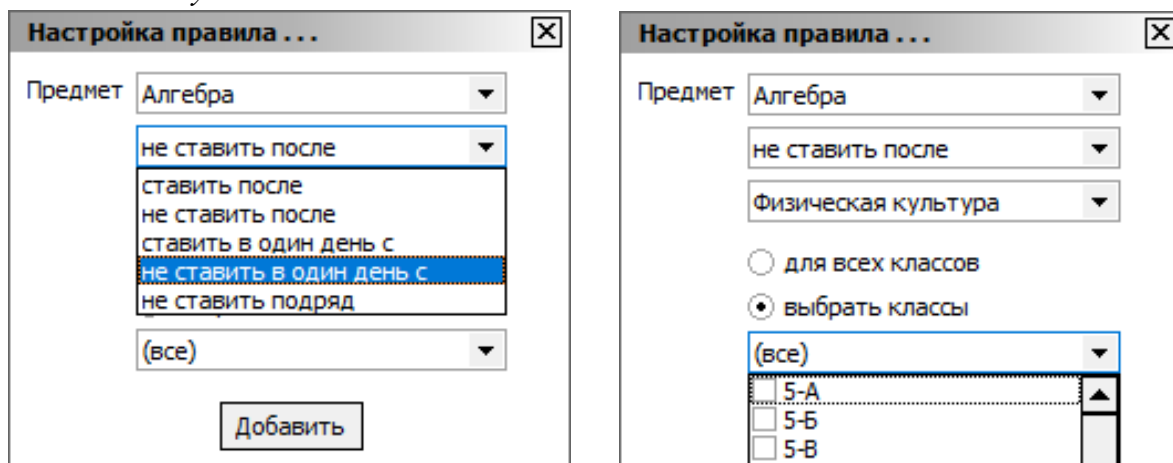 Настройка правила . . .
Предмет Алгебра
не ставить после
ставить после
не ставить после
ставить в один день с
не ставить в один день с
не ставить подряд
(все)
Добавить
Настройка правила . . .
Предмет Алгебра
не ставить после
Физическая культура
для всех классов
выбрать классы
(все)
5-А
5-Б
5-В